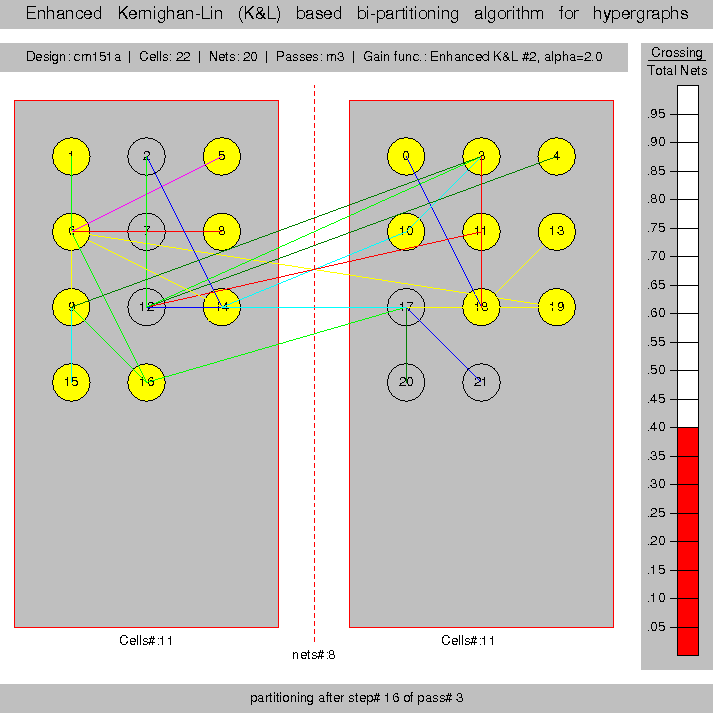 Enhanced Kernighan-Lin (K&L) based bi-partitioning algorithm for hypergraphs
Design: cm151a | Cells: 22 | Nets: 20 | Passes: m3 | Gain func.: Enhanced K&L #2, alpha=2.0
Crossing
Total Nets
.95
.90
.85
.80
.75
.70
.65
.60
.55
.50
.45
.40
.35
.30
.25
.20
.15
.10
.05
1 2 5 0 3 4
6 7 8 10 11 13
9 12 14 17 18 19
15 16 20 21
Cells#:11 Cells#:11
nets#:8
partitioning after step# 16 of pass# 3